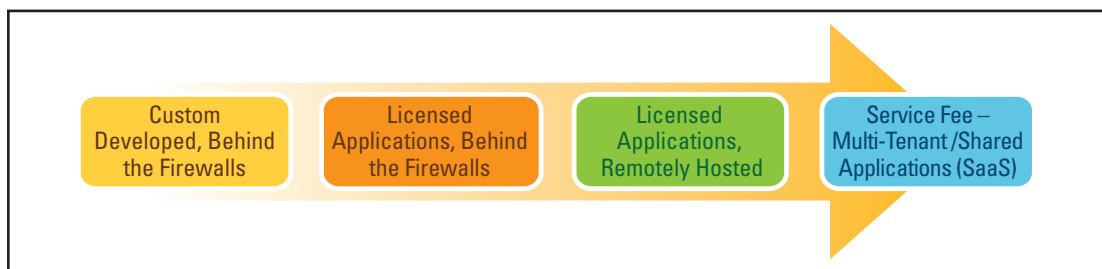 Custom
Developed, Behind
the Firewalls
Licensed
Applications, Behind
the Firewalls
Licensed
Applications,
Remotely Hosted
Service Fee –
Multi-Tenant/Shared
Applications (SaaS)